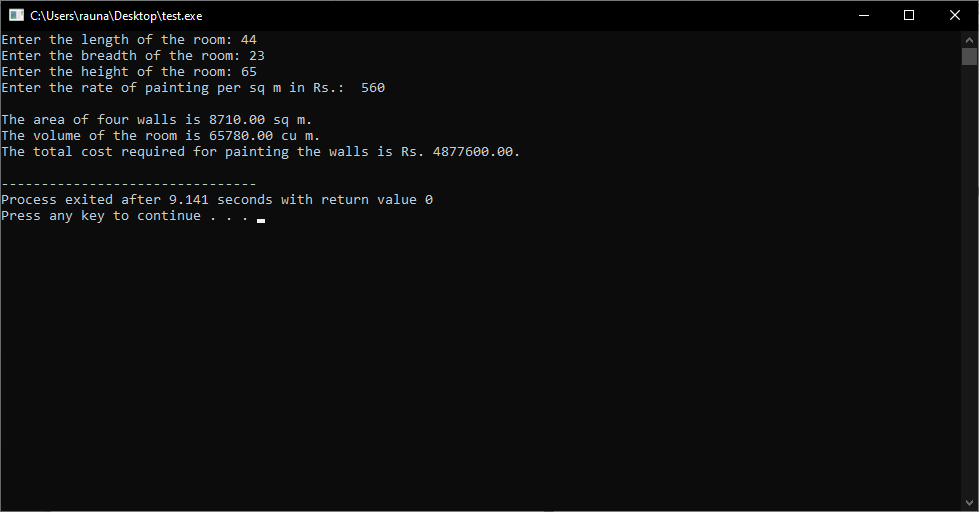 C:\Users\rauna\Desktop\test.exe
Enter the length of the room: 44
Enter the breadth of the room: 23
Enter the height of the room: 65
Enter the rate of painting per sq m in Rs.:  560
The area of four walls is 8710.00 sq m.
The volume of the room is 65780.00 cu m.
The total cost required for painting the walls is Rs. 4877600.00.
--------------------------------
Process exited after 9.141 seconds with return value 0
Press any key to continue . . .